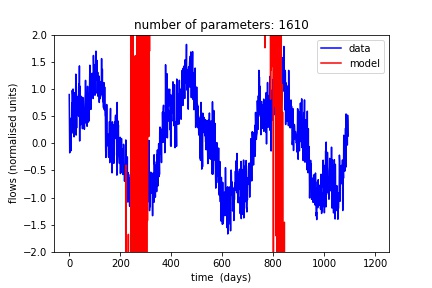 number of parameters: 1610
2.0
1.5
1.0
0.5
0.0
−0.5
−1.0
−1.5
−2.0
flows (normalised units)
data
model
0 200 400 600 800 1000 1200
time (days)